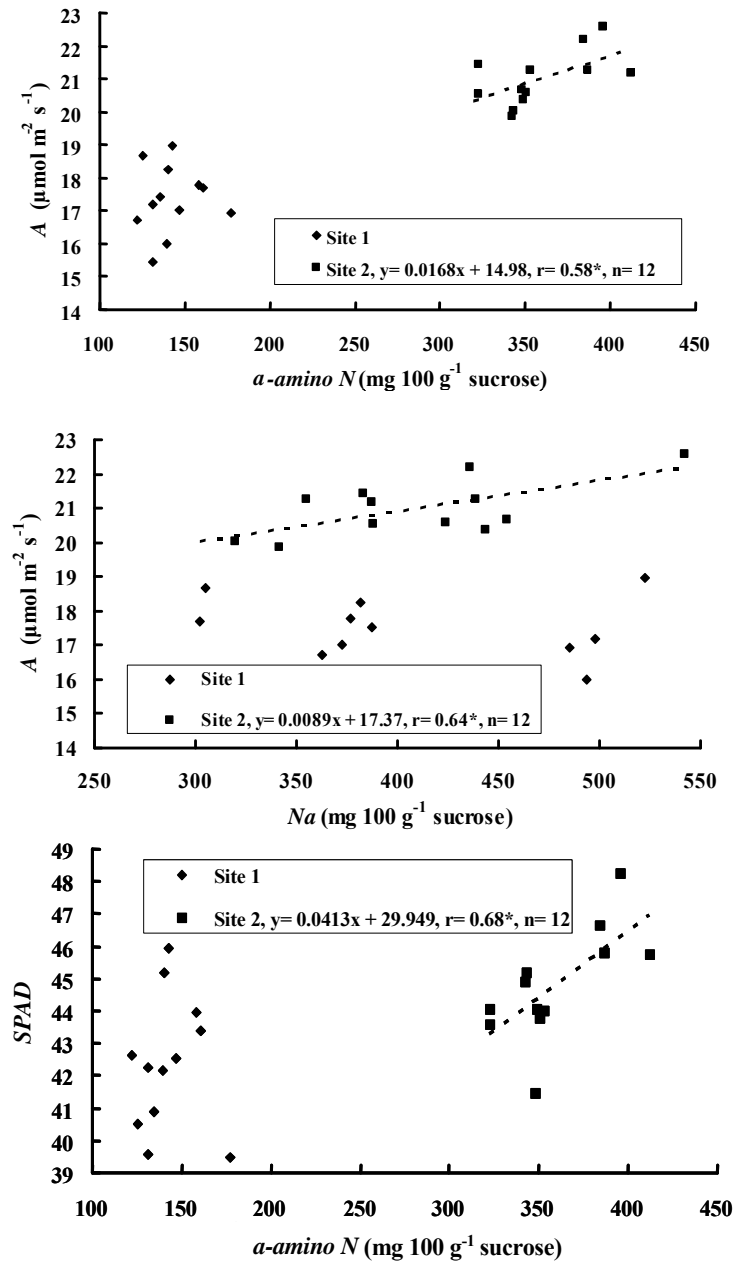 23
22
21
20
19
18
17
16
15
14
A (µmol m-2 s-1)
Site 1
Site 2, y= 0.0168x + 14.98, r= 0.58*, n= 12
100 150 200 250 300 350 400 450
a-amino N (mg 100 g-1 sucrose)
23
22
21
20
19
18
17
16
15
14
A (µmol m-2 s-1)
Site 1
Site 2, y= 0.0089x + 17.37, r= 0.64*, n= 12
250 300 350 400 450 500 550
Na (mg 100 g-1 sucrose)
49
48
47
46
45
44
43
42
41
40
39
SPAD
Site 1
Site 2, y= 0.0413x + 29.949, r= 0.68*, n= 12
100 150 200 250 300 350 400 450
a-amino N (mg 100 g-1 sucrose)